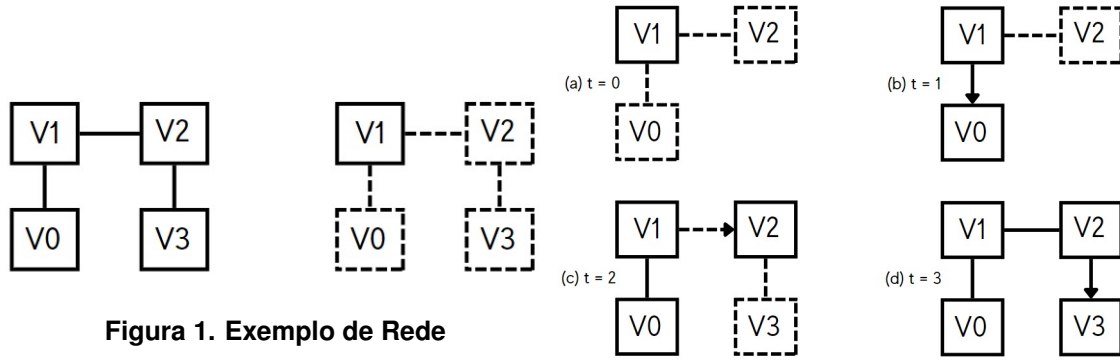 V1 V2
V0 V3
V1 V2
V0 V3
Figura 1. Exemplo de Rede
V1 V2
(a) t = 0
V0
V1 V2
(b) t = 1
V0
V1 V2
(c) t = 2
V0 V3
V1 V2
(d) t = 3
V0 V3